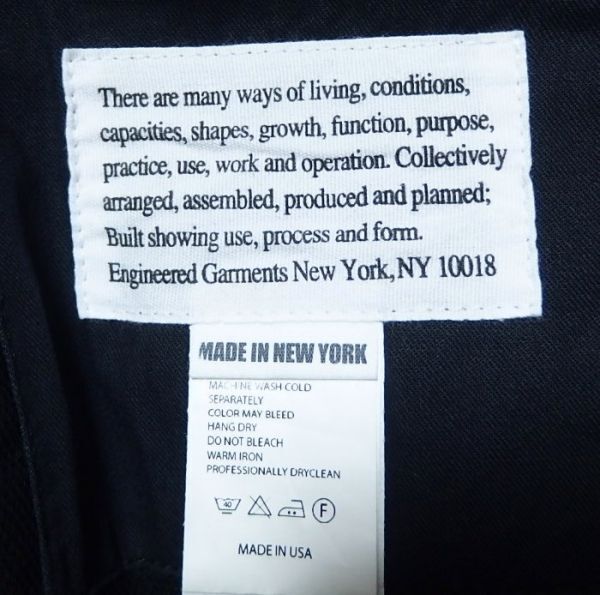 There are many ways of living, conditions,
capacities, shapes, growth, function, purpose,
practice, use, work and operation. Collectively
arranged, assembled, produced and planned;
Built showing use, process and form.
Engineered Garments New York, NY 10018
MADE IN NEW YORK
MACHINE WASH COLD
SEPARATELY
COLOR MAY BLEED
HANG DRY
DO NOT BLEACH
WARM IRON
PROFESSIONALLY DRYCLEAN
40 F
MADE IN USA